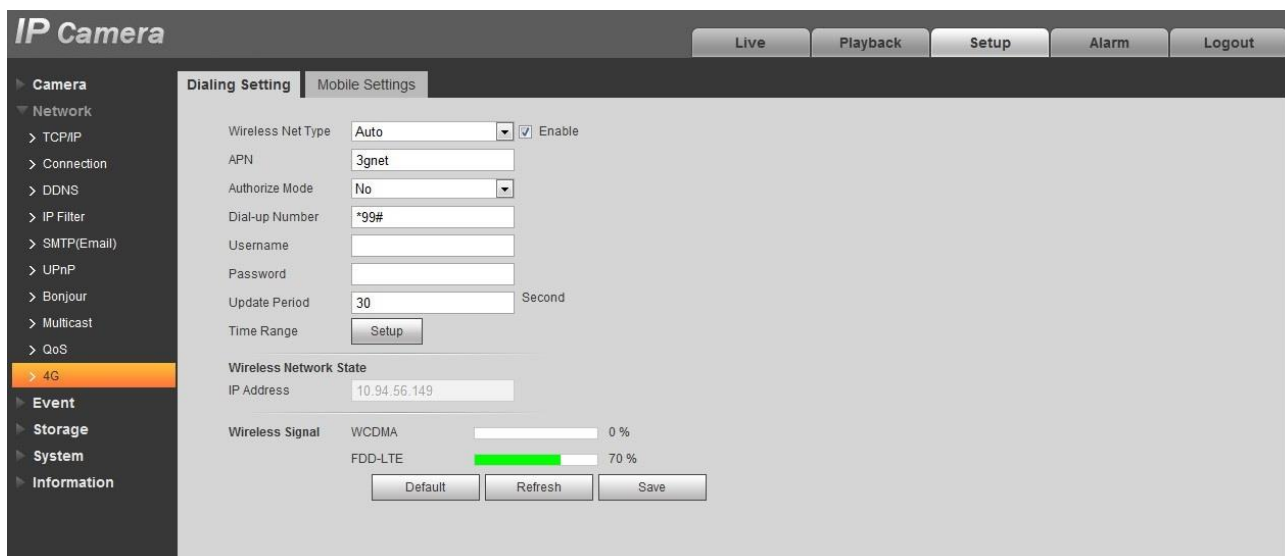 IP Camera
Live Playback Setup Alarm Logout
Camera
Network
> TCP/IP
> Connection
> DDNS
> IP Filter
> SMTP(Email)
> UPnP
> Bonjour
> Multicast
> QoS
> 4G
Event
Storage
System
Information
Dialing Setting Mobile Settings
Wireless Net Type Auto Enable
APN 3gnet
Authorize Mode No
Dial-up Number *99#
Username
Password
Update Period 30 Second
Time Range Setup
Wireless Network State
IP Address 10.94.56.149
Wireless Signal WCDMA 0 %
FDD-LTE 70 %
Default Refresh Save